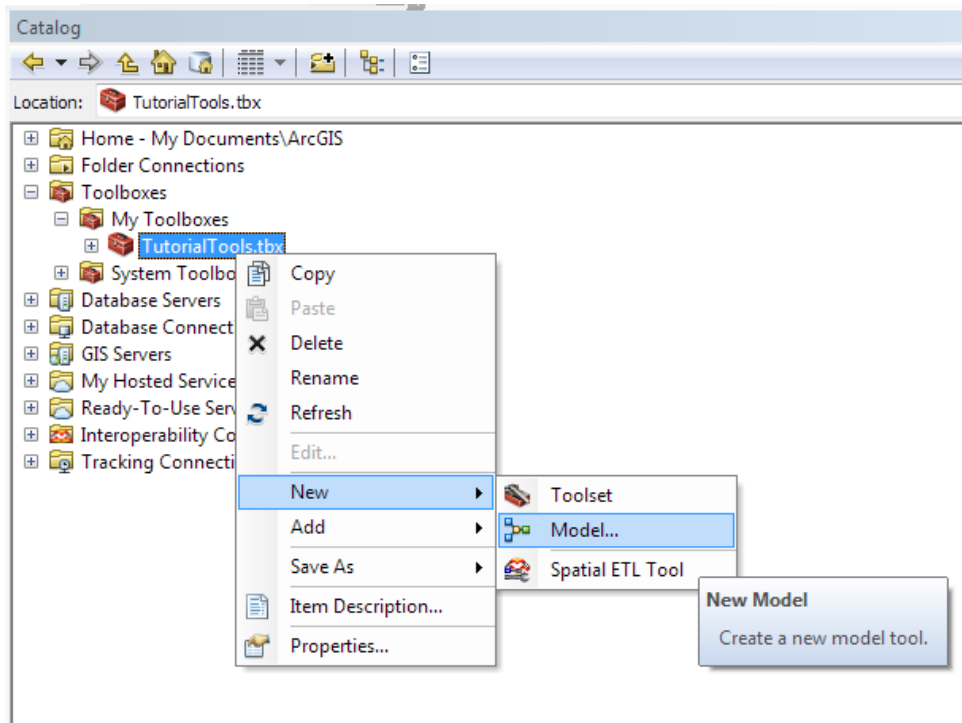 Catalog
Location: TutorialTools.tbx
Home - My Documents\ArcGIS
Folder Connections
Toolboxes
My Toolboxes
TutorialTools.tbx
System Toolbo
Database Servers
Database Connect
GIS Servers
My Hosted Service
Ready-To-Use Serv
Interoperability Co
Tracking Connecti
Copy
Paste
Delete
Rename
Refresh
Edit...
New
Add
Save As
Item Description...
Properties...
Toolset
Model...
Spatial ETL Tool
New Model
Create a new model tool.